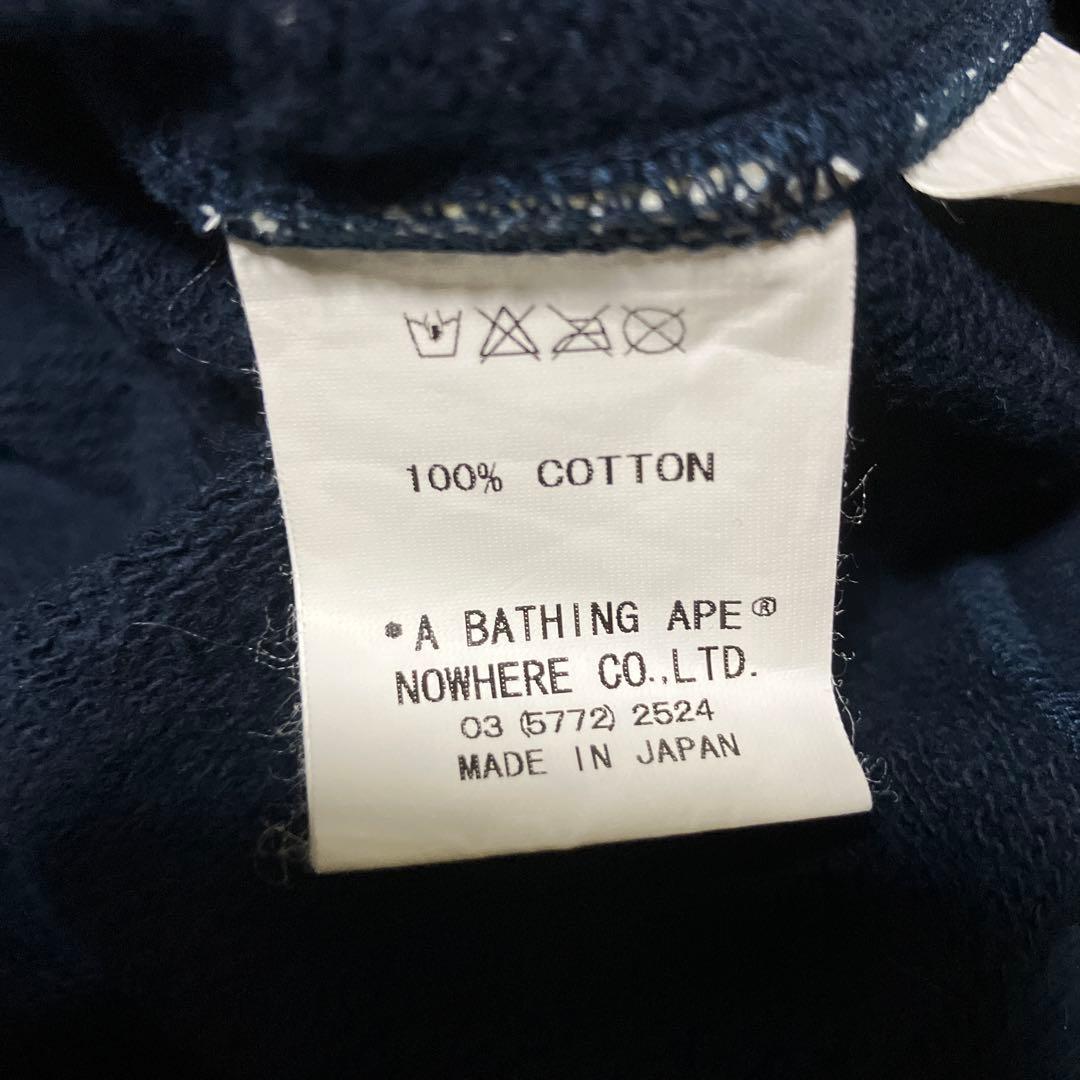 100% COTTON
*A BATHING APE®
NOWHERE CO.,LTD.
03 (5772) 2524
MADE IN JAPAN